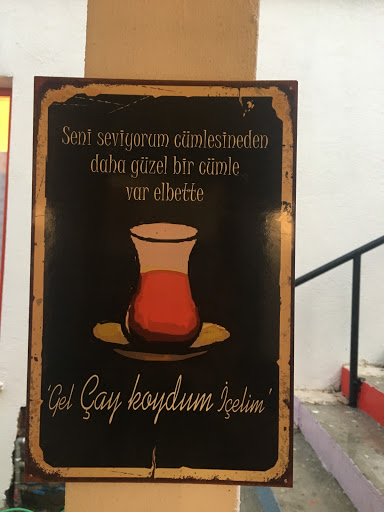 Seni seviyorum cümlesineden
daha güzel bir cümle
var elbette
'Gel Çay koydum İçelim'